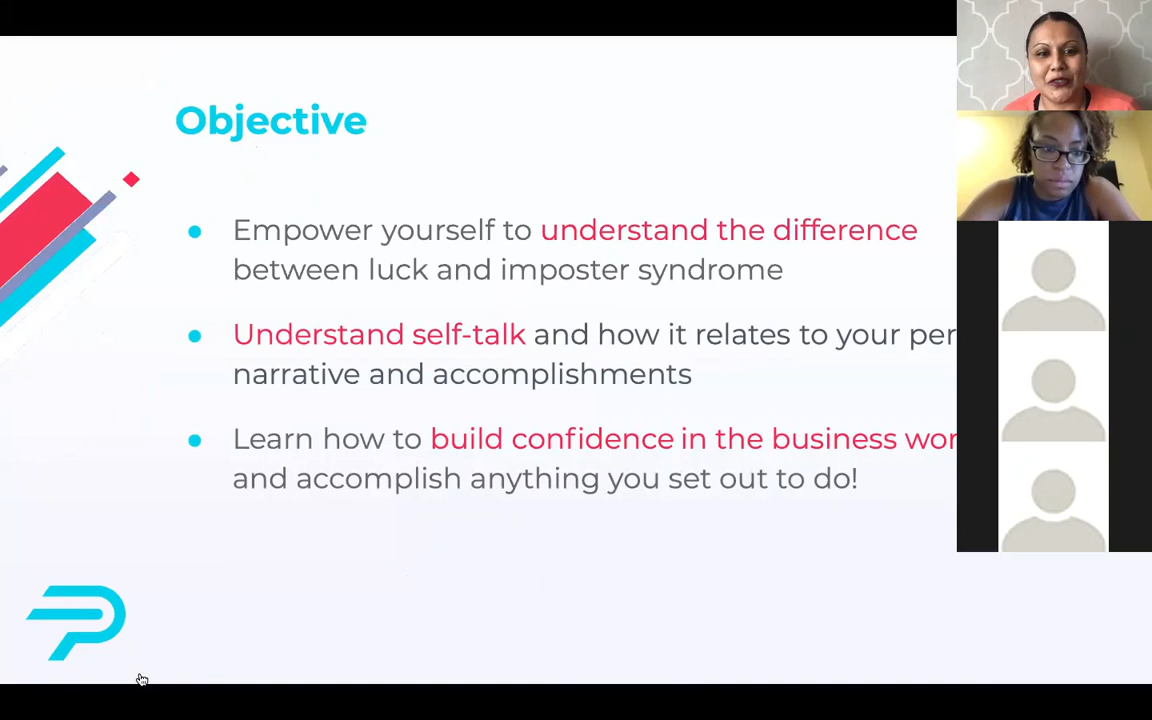 Objective
Empower yourself to understand the difference
between luck and imposter syndrome
Understand self-talk and how it relates to your
narrative and accomplishments
Learn how to build confidence in the business
and accomplish anything you set out to do!